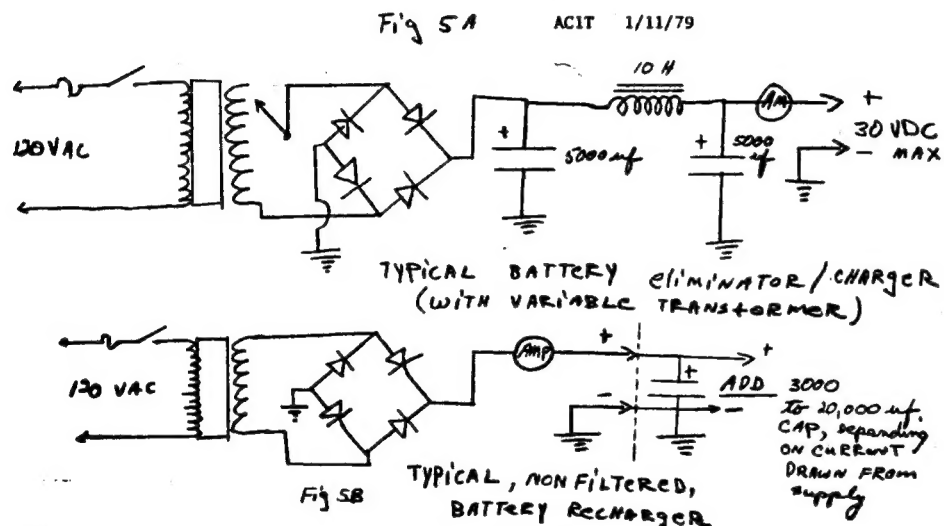 Fig 5A ACIT 1/11/79
10 H
AM
+
120 VAC
+
5000 uf
+
5000 uf
30 VDC
- MAX
TYPICAL BATTERY ELIMINATOR/CHARGER
(WITH VARIABLE TRANSFORMER)
120 VAC
AMP
+
+
+
-
-
ADD 3000
TO 20,000 uf.
CAP, depending
ON CURRENT
DRAWN FROM
supply
Fig 5B
TYPICAL, NON FILTERED,
BATTERY RECHARGER